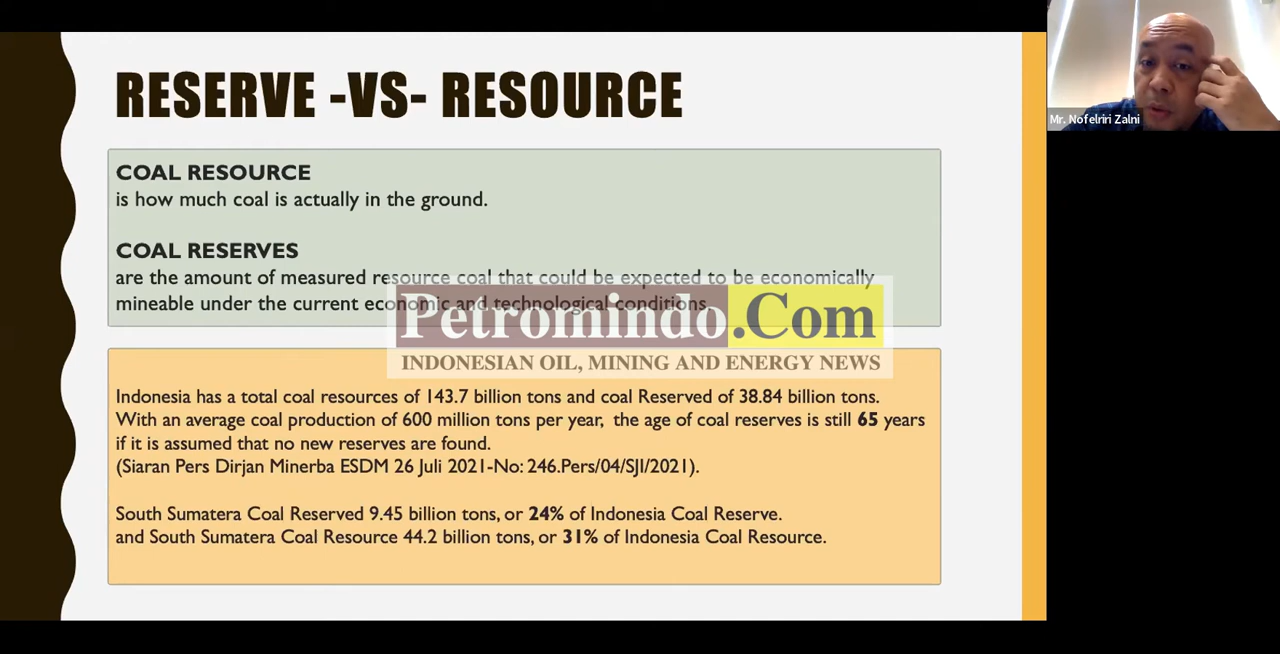 RESERVE -VS- RESOURCE
COAL RESOURCE
is how much coal is actually in the ground.
COAL RESERVES
are the amount of measured resource coal that could be expected to be economically
mineable under the current economic and technological conditions.
Petromindo.Com
INDONESIAN OIL, MINING AND ENERGY NEWS
Indonesia has a total coal resources of 143.7 billion tons and coal Reserved of 38.84 billion tons.
With an average coal production of 600 million tons per year, the age of coal reserves is still 65 years
if it is assumed that no new reserves are found.
(Siaran Pers Dirjan Minerba ESDM 26 Juli 2021-No: 246.Pers/04/SJI/2021).
South Sumatera Coal Reserved 9.45 billion tons, or 24% of Indonesia Coal Reserve.
and South Sumatera Coal Resource 44.2 billion tons, or 31% of Indonesia Coal Resource.
Mr. Nofelriri Zalni